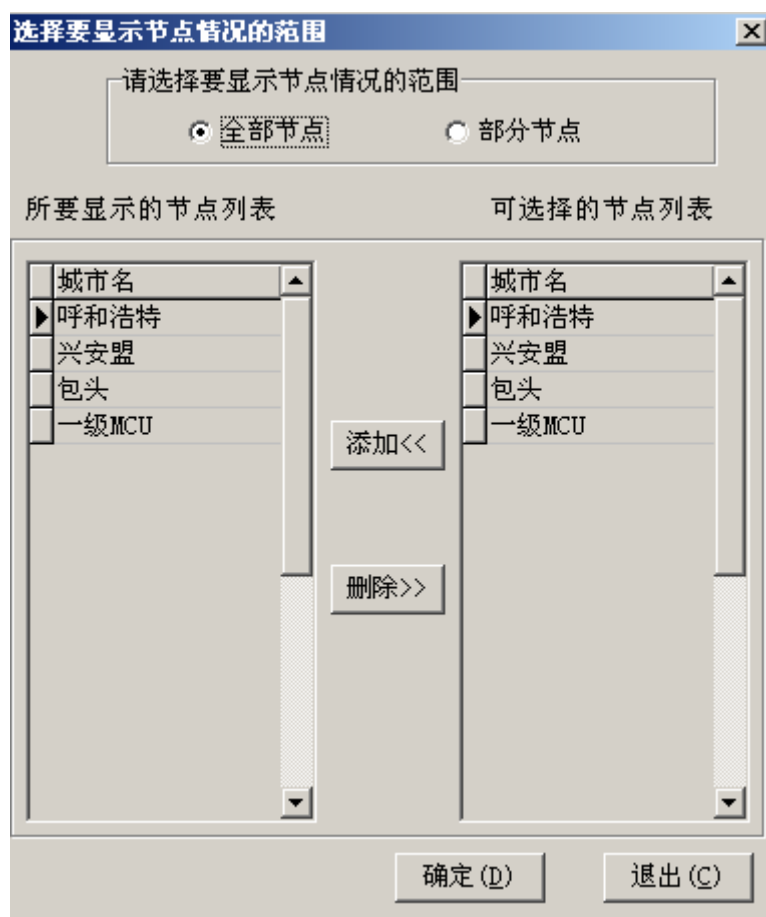 选择要显示节点情况的范围
请选择要显示节点情况的范围
全部节点 部分节点
所要显示的节点列表 可选择的节点列表
城市名 城市名
呼和浩特 呼和浩特
兴安盟 兴安盟
包头 包头
一级MCU 一级MCU
添加<<
删除>>
确定(D) 退出(C)